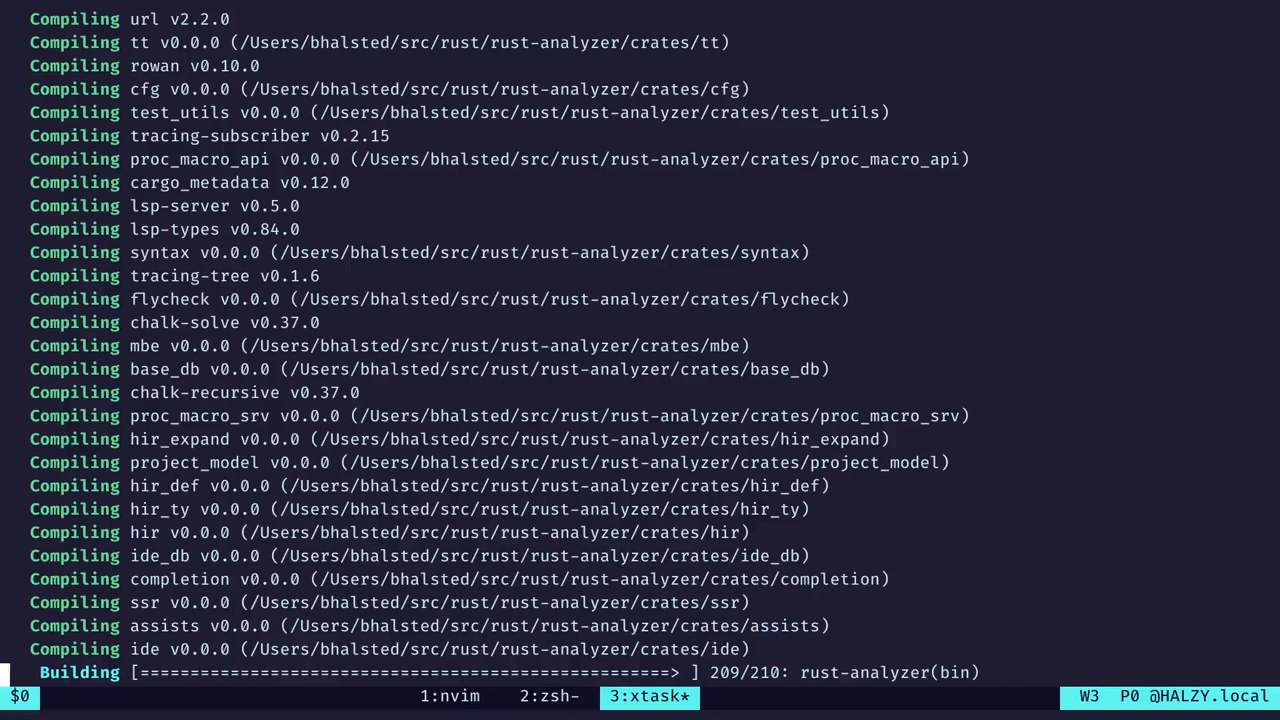 Compiling url v2.2.0
Compiling tt v0.0.0 (/Users/bhalsted/src/rust/rust-analyzer/crates/tt)
Compiling rowan v0.10.0
Compiling cfg v0.0.0 (/Users/bhalsted/src/rust/rust-analyzer/crates/cfg)
Compiling test_utils v0.0.0 (/Users/bhalsted/src/rust/rust-analyzer/crates/test_utils)
Compiling tracing-subscriber v0.2.15
Compiling proc_macro_api v0.0.0 (/Users/bhalsted/src/rust/rust-analyzer/crates/proc_macro_api)
Compiling cargo_metadata v0.12.0
Compiling lsp-server v0.5.0
Compiling lsp-types v0.84.0
Compiling syntax v0.0.0 (/Users/bhalsted/src/rust/rust-analyzer/crates/syntax)
Compiling tracing-tree v0.1.6
Compiling flycheck v0.0.0 (/Users/bhalsted/src/rust/rust-analyzer/crates/flycheck)
Compiling chalk-solve v0.37.0
Compiling mbe v0.0.0 (/Users/bhalsted/src/rust/rust-analyzer/crates/mbe)
Compiling base_db v0.0.0 (/Users/bhalsted/src/rust/rust-analyzer/crates/base_db)
Compiling chalk-recursive v0.37.0
Compiling proc_macro_srv v0.0.0 (/Users/bhalsted/src/rust/rust-analyzer/crates/proc_macro_srv)
Compiling hir_expand v0.0.0 (/Users/bhalsted/src/rust/rust-analyzer/crates/hir_expand)
Compiling project_model v0.0.0 (/Users/bhalsted/src/rust/rust-analyzer/crates/project_model)
Compiling hir_def v0.0.0 (/Users/bhalsted/src/rust/rust-analyzer/crates/hir_def)
Compiling hir_ty v0.0.0 (/Users/bhalsted/src/rust/rust-analyzer/crates/hir_ty)
Compiling hir v0.0.0 (/Users/bhalsted/src/rust/rust-analyzer/crates/hir)
Compiling ide_db v0.0.0 (/Users/bhalsted/src/rust/rust-analyzer/crates/ide_db)
Compiling completion v0.0.0 (/Users/bhalsted/src/rust/rust-analyzer/crates/completion)
Compiling ssr v0.0.0 (/Users/bhalsted/src/rust/rust-analyzer/crates/ssr)
Compiling assists v0.0.0 (/Users/bhalsted/src/rust/rust-analyzer/crates/assists)
Compiling ide v0.0.0 (/Users/bhalsted/src/rust/rust-analyzer/crates/ide)
Building [=====================================================> ] 209/210: rust-analyzer(bin)
$0 1:nvim 2:zsh- 3:xtask* W3 P0 @HALZY.local